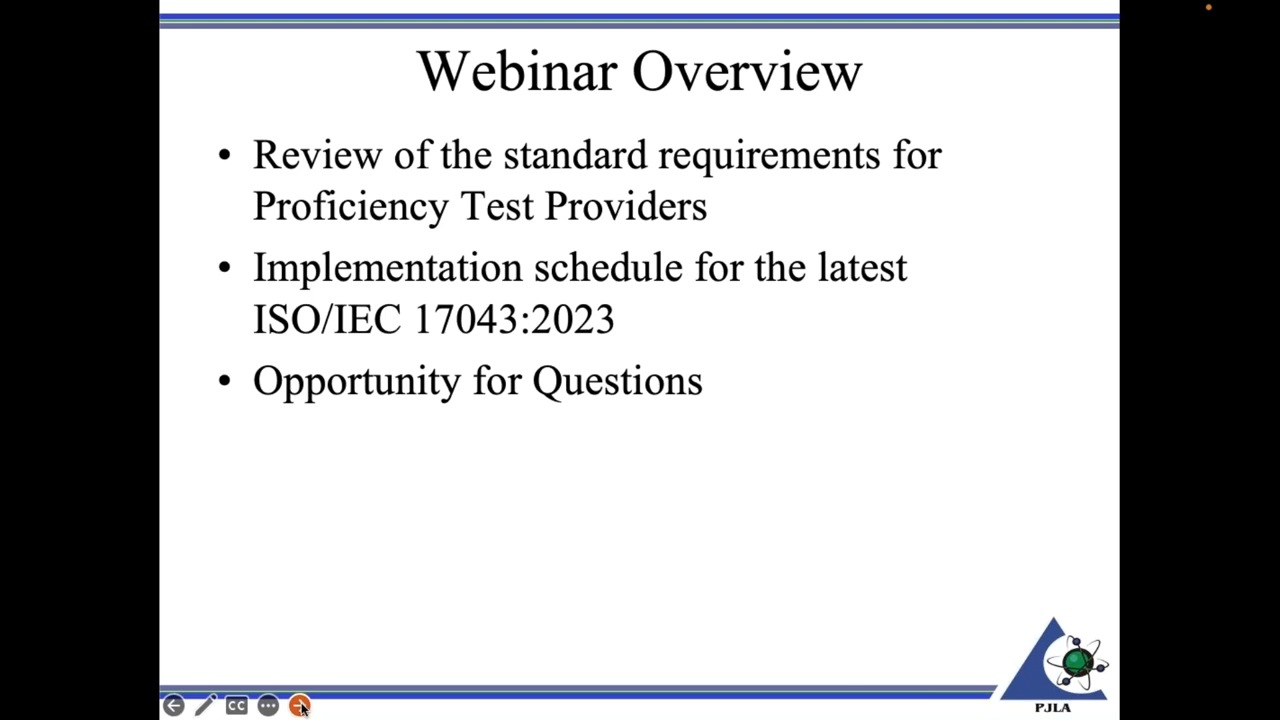 Webinar Overview
• Review of the standard requirements for
Proficiency Test Providers
• Implementation schedule for the latest
ISO/IEC 17043:2023
• Opportunity for Questions
CC
PJLA